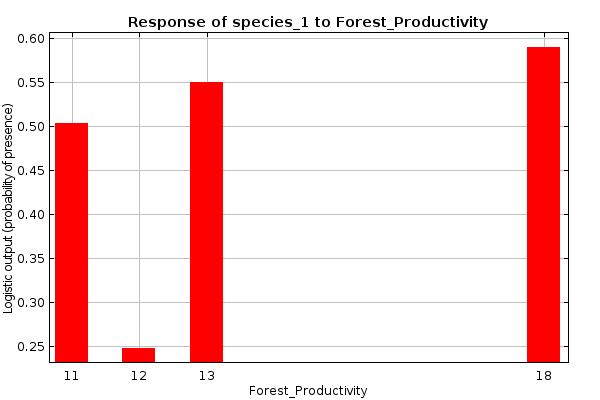 Response of species_1 to Forest_Productivity
Logistic output (probability of presence)
0.60
0.55
0.50
0.45
0.40
0.35
0.30
0.25
11 12 13 18
Forest_Productivity